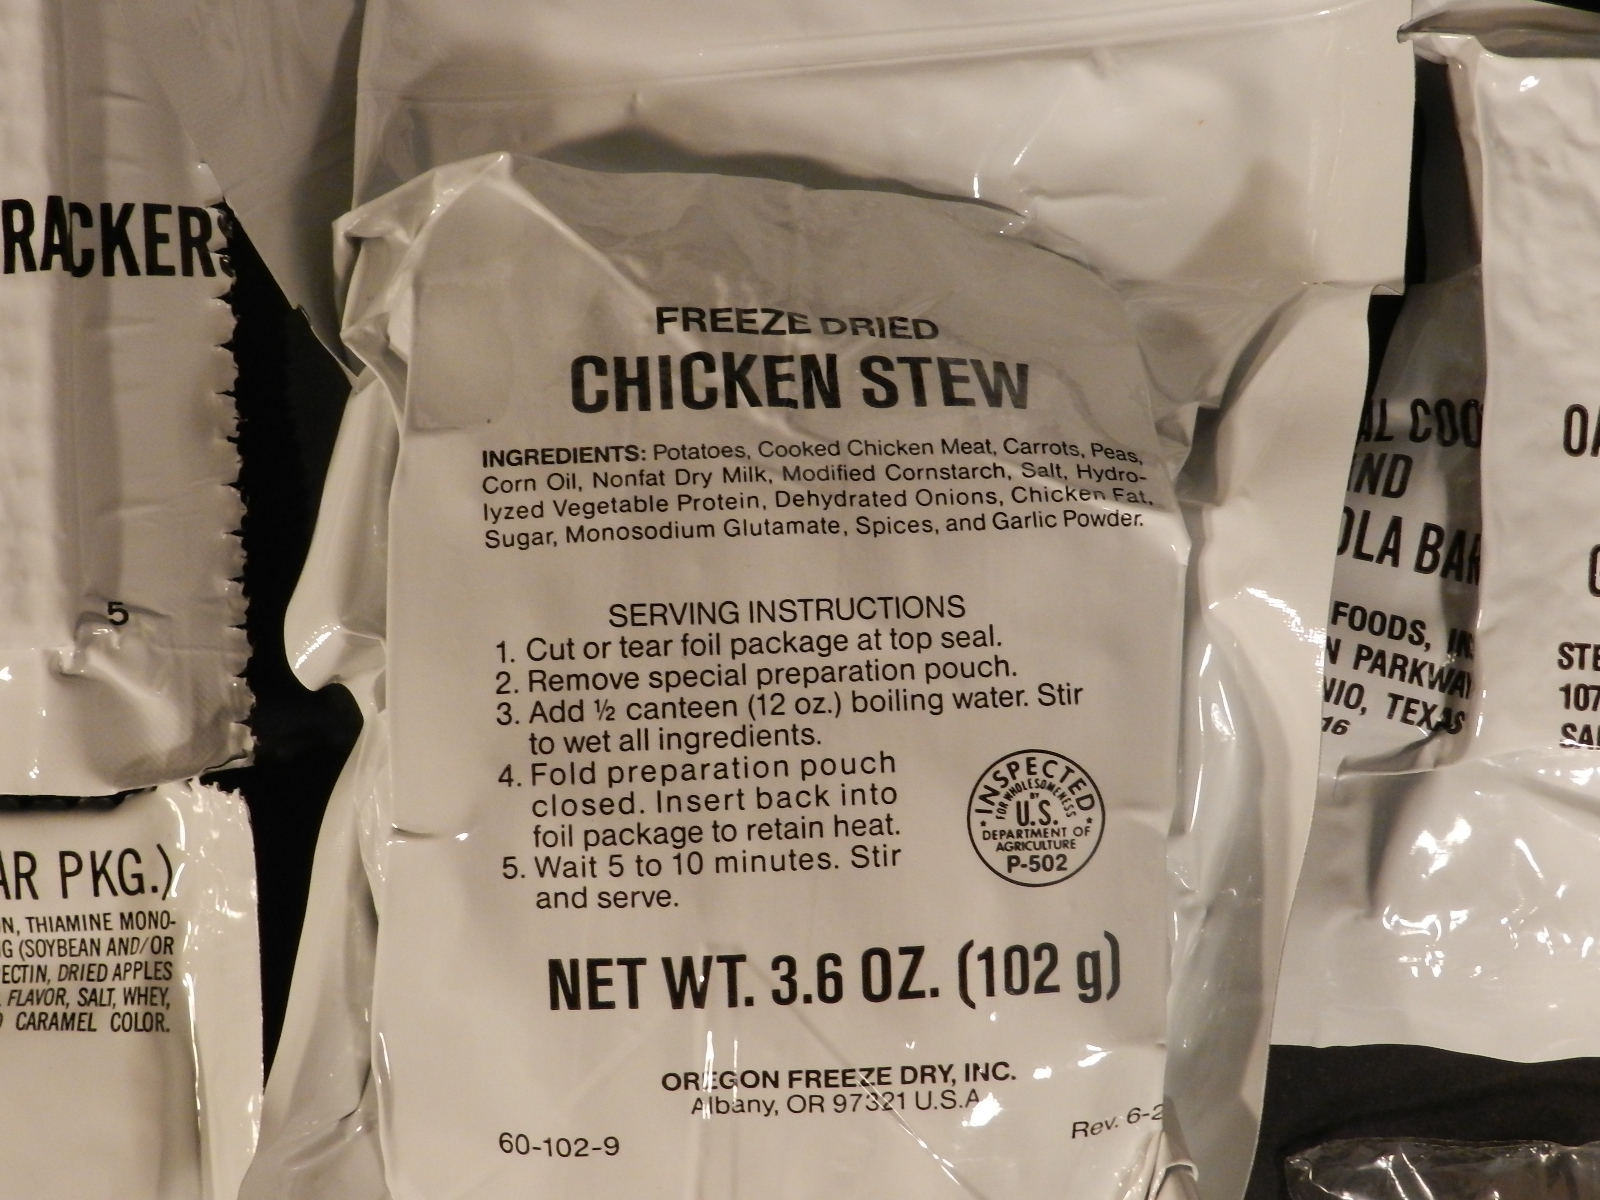 RACKERS
5
AR PKG.)
N, THIAMINE MONO-
G (SOYBEAN AND/OR
ECTIN, DRIED APPLES
FLAVOR, SALT, WHEY,
CARAMEL COLOR.
FREEZE DRIED
CHICKEN STEW
INGREDIENTS: Potatoes, Cooked Chicken Meat, Carrots, Peas,
Corn Oil, Nonfat Dry Milk, Modified Cornstarch, Salt, Hydro-
lyzed Vegetable Protein, Dehydrated Onions, Chicken Fat,
Sugar, Monosodium Glutamate, Spices, and Garlic Powder.
SERVING INSTRUCTIONS
1. Cut or tear foil package at top seal.
2. Remove special preparation pouch.
3. Add ½ canteen (12 oz.) boiling water. Stir
to wet all ingredients.
4. Fold preparation pouch
closed. Insert back into
foil package to retain heat.
5. Wait 5 to 10 minutes. Stir
and serve.
INSPECTED
FOR WHOLESOMENESS
BY
U.S.
DEPARTMENT OF
AGRICULTURE
P-502
NET WT. 3.6 OZ. (102 g)
OREGON FREEZE DRY, INC.
Albany, OR 97321 U.S.A.
60-102-9
Rev. 6-2
AL COO
IND
OLA BAR
FOODS, IN
N PARKWAY
NIO, TEXAS
16
OA
STE
107
SA